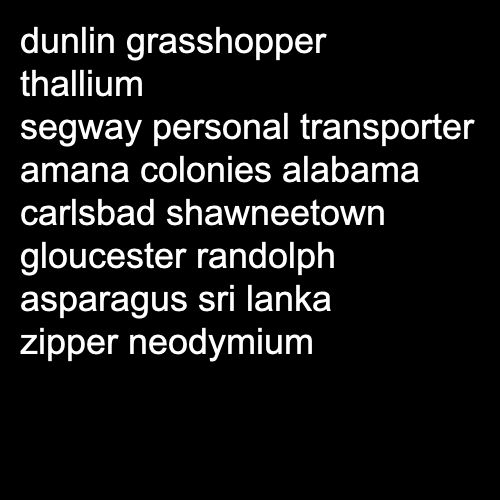 dunlin grasshopper
thallium
segway personal transporter
amana colonies alabama
carlsbad shawneetown
gloucester randolph
asparagus sri lanka
zipper neodymium